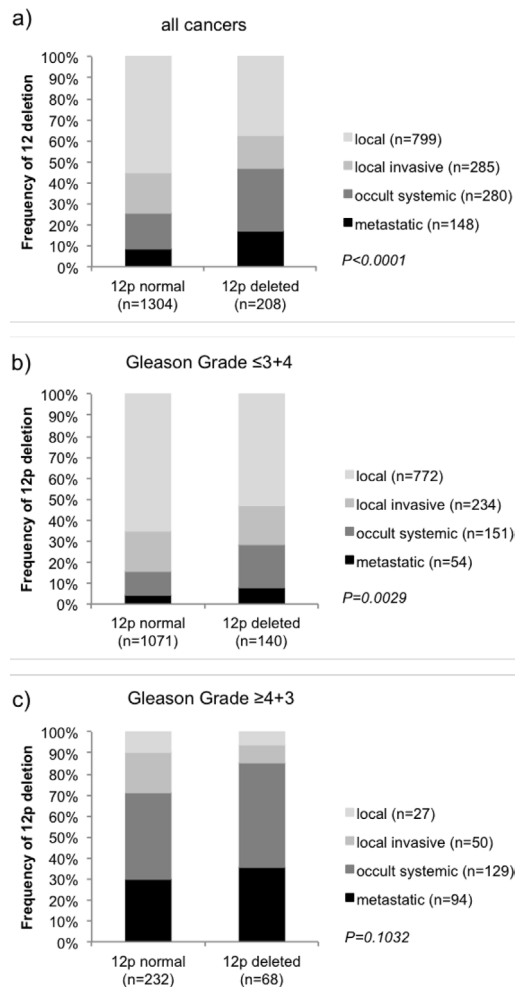 a)
all cancers
Frequency of 12 deletion
100%
90%
80%
70%
60%
50%
40%
30%
20%
10%
0%
12p normal
(n=1304)
12p deleted
(n=208)
local (n=799)
local invasive (n=285)
occult systemic (n=280)
metastatic (n=148)
P<0.0001
b)
Gleason Grade ≤3+4
Frequency of 12p deletion
100%
90%
80%
70%
60%
50%
40%
30%
20%
10%
0%
12p normal
(n=1071)
12p deleted
(n=140)
local (n=772)
local invasive (n=234)
occult systemic (n=151)
metastatic (n=54)
P=0.0029
c)
Gleason Grade ≥4+3
Frequency of 12p deletion
100%
90%
80%
70%
60%
50%
40%
30%
20%
10%
0%
12p normal
(n=232)
12p deleted
(n=68)
local (n=27)
local invasive (n=50)
occult systemic (n=129)
metastatic (n=94)
P=0.1032